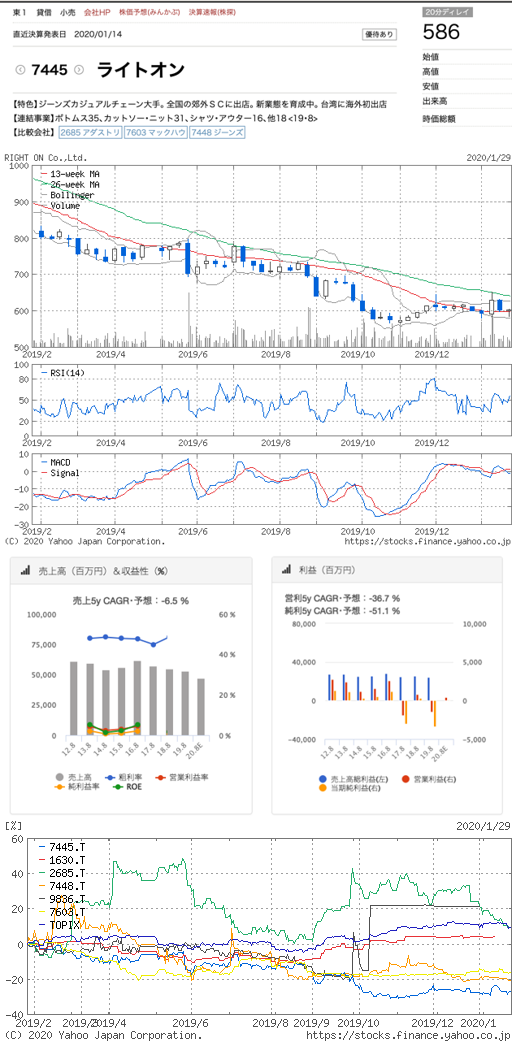 東1 貸借 小売 会社HP 株価予想(みんかぶ) 決算速報(株探)
20分ディレイ
直近決算発表日 2020/01/14
優待あり
586
7445 ライトオン
始値
高値
安値
出来高
時価総額
【特色】ジーンズカジュアルチェーン大手。全国の郊外SCに出店。新業態を育成中。台湾に海外初出店
【連結事業】ボトムス35、カットソー・ニット31、シャツ・アウター16、他18<19・8>
【比較会社】 2685 アダストリ 7603 マックハウ 7448 ジーンズ
RIGHT ON Co.,Ltd. 2020/1/29
1000
900
800
700
600
500
13-week MA
26-week MA
Bollinger
Volume
2019/2 2019/4 2019/6 2019/8 2019/10 2019/12
100
50
0
RSI(14)
2019/2 2019/4 2019/6 2019/8 2019/10 2019/12
10
0
-10
-20
-30
MACD
Signal
2019/2 2019/4 2019/6 2019/8 2019/10 2019/12
(C) 2020 Yahoo Japan Corporation. https://stocks.finance.yahoo.co.jp/
売上高（百万円）＆収益性（%）
売上5y CAGR・予想：-6.5 %
100,000
75,000
50,000
25,000
0
60 %
40 %
20 %
0 %
12.8 13.8 14.8 15.8 16.8 17.8 18.8 19.8 20.8E
売上高 粗利率 営業利益率
純利益率 ROE
利益（百万円）
営利5y CAGR・予想：-36.7 %
純利5y CAGR・予想：-51.1 %
80,000
40,000
0
-40,000
10,000
5,000
0
-5,000
12.8 13.8 14.8 15.8 16.8 17.8 18.8 19.8 20.8E
売上高総利益(左) 営業利益(右)
当期純利益(右)
[%] 2020/1/29
60
40
20
0
-20
-40
7445.T
1630.T
2685.T
7448.T
9836.T
7603.T
TOPIX
2019/2 2019/3 2019/4 2019/6 2019/8 2019/9 2019/10 2019/12 2020/1
(C) 2020 Yahoo Japan Corporation. https://stocks.finance.yahoo.co.jp/